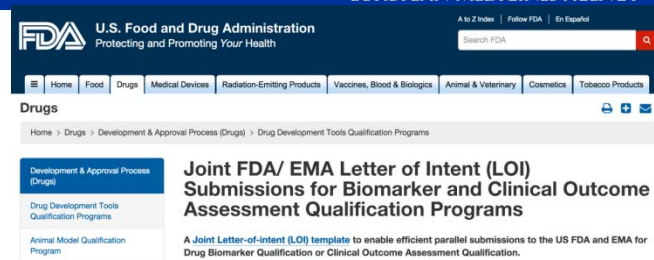 A to Z Index | Follow FDA | En Español
FDA
U.S. Food and Drug Administration
Protecting and Promoting Your Health
Search FDA
Home Food Drugs Medical Devices Radiation-Emitting Products Vaccines, Blood & Biologics Animal & Veterinary Cosmetics Tobacco Products
Drugs
Home > Drugs > Development & Approval Process (Drugs) > Drug Development Tools Qualification Programs
Development & Approval Process
(Drugs)
Drug Development Tools
Qualification Programs
Animal Model Qualification
Program
Joint FDA/ EMA Letter of Intent (LOI)
Submissions for Biomarker and Clinical Outcome
Assessment Qualification Programs
A Joint Letter-of-intent (LOI) template to enable efficient parallel submissions to the US FDA and EMA for
Drug Biomarker Qualification or Clinical Outcome Assessment Qualification.